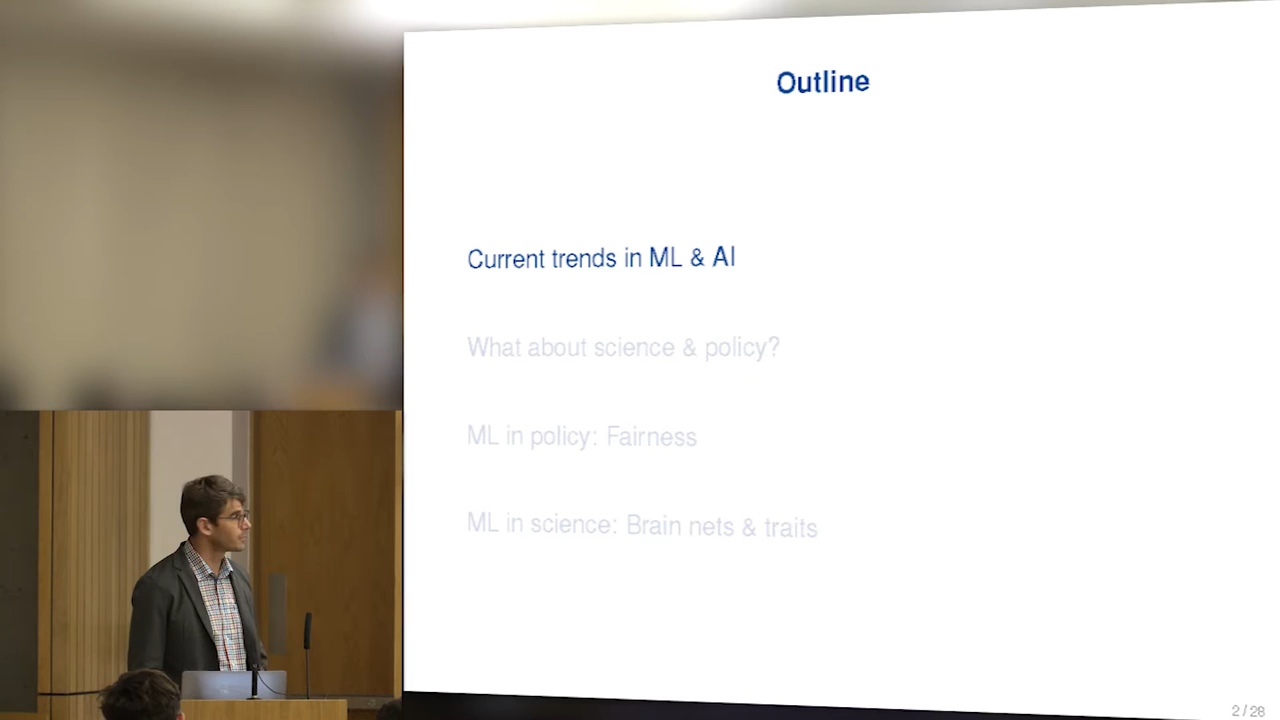 Outline
Current trends in ML & AI
What about science & policy?
ML in policy: Fairness
ML in science: Brain nets & traits
2 / 28